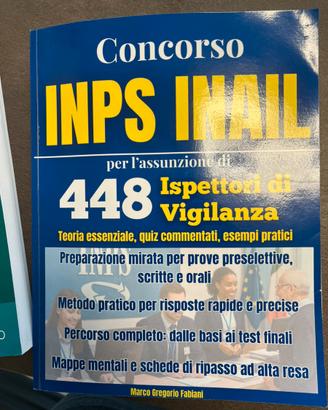 Concorso
INPS INAIL
per l'assunzione di
448 Ispettori di
Vigilanza
Teoria essenziale, quiz commentati, esempi pratici
INPS
Preparazione mirata per prove preselettive,
scritte e orali
Metodo pratico per risposte rapide e precise
Percorso completo: dalle basi ai test finali
Mappe mentali e schede di ripasso ad alta resa
Marco Gregorio Fabiani